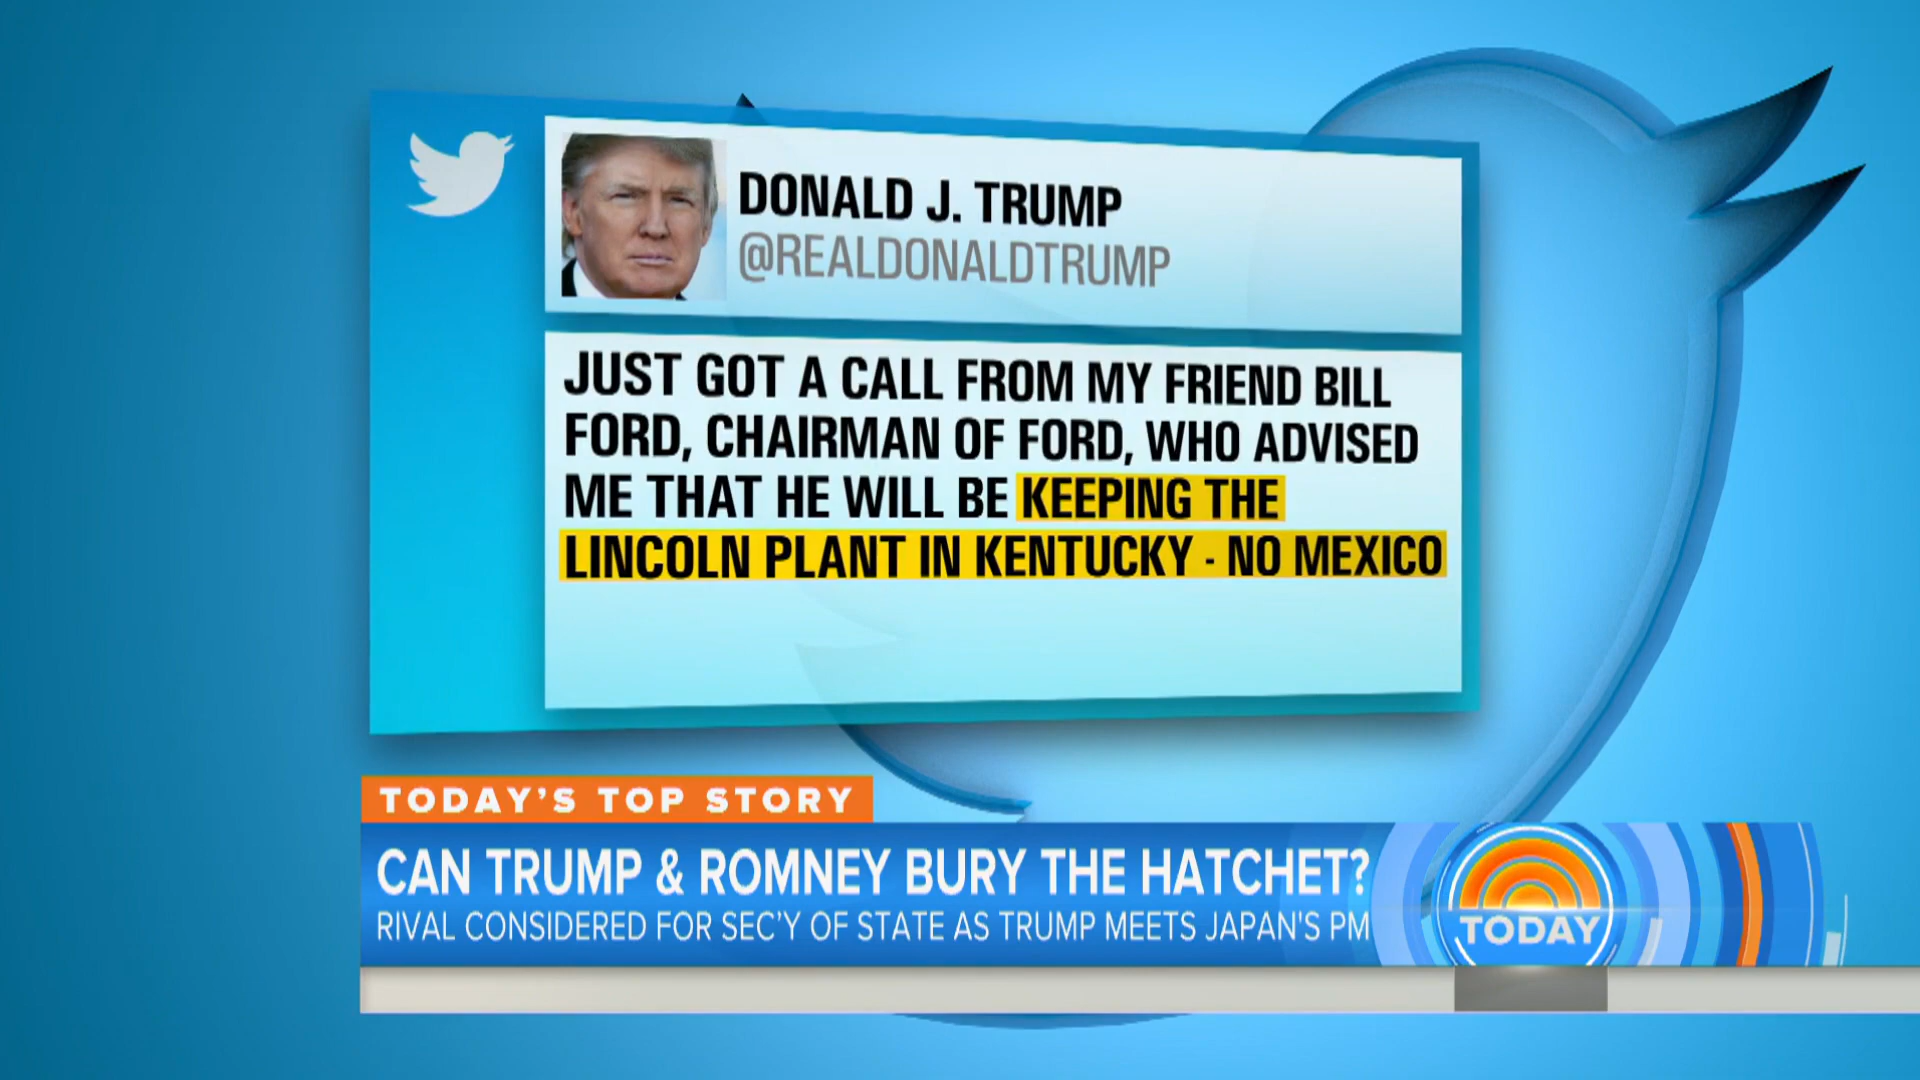 DONALD J. TRUMP
@REALDONALDTRUMP
JUST GOT A CALL FROM MY FRIEND BILL
FORD, CHAIRMAN OF FORD, WHO ADVISED
ME THAT HE WILL BE KEEPING THE
LINCOLN PLANT IN KENTUCKY - NO MEXICO
TODAY'S TOP STORY
CAN TRUMP & ROMNEY BURY THE HATCHET?
RIVAL CONSIDERED FOR SEC'Y OF STATE AS TRUMP MEETS JAPAN'S PM
TODAY